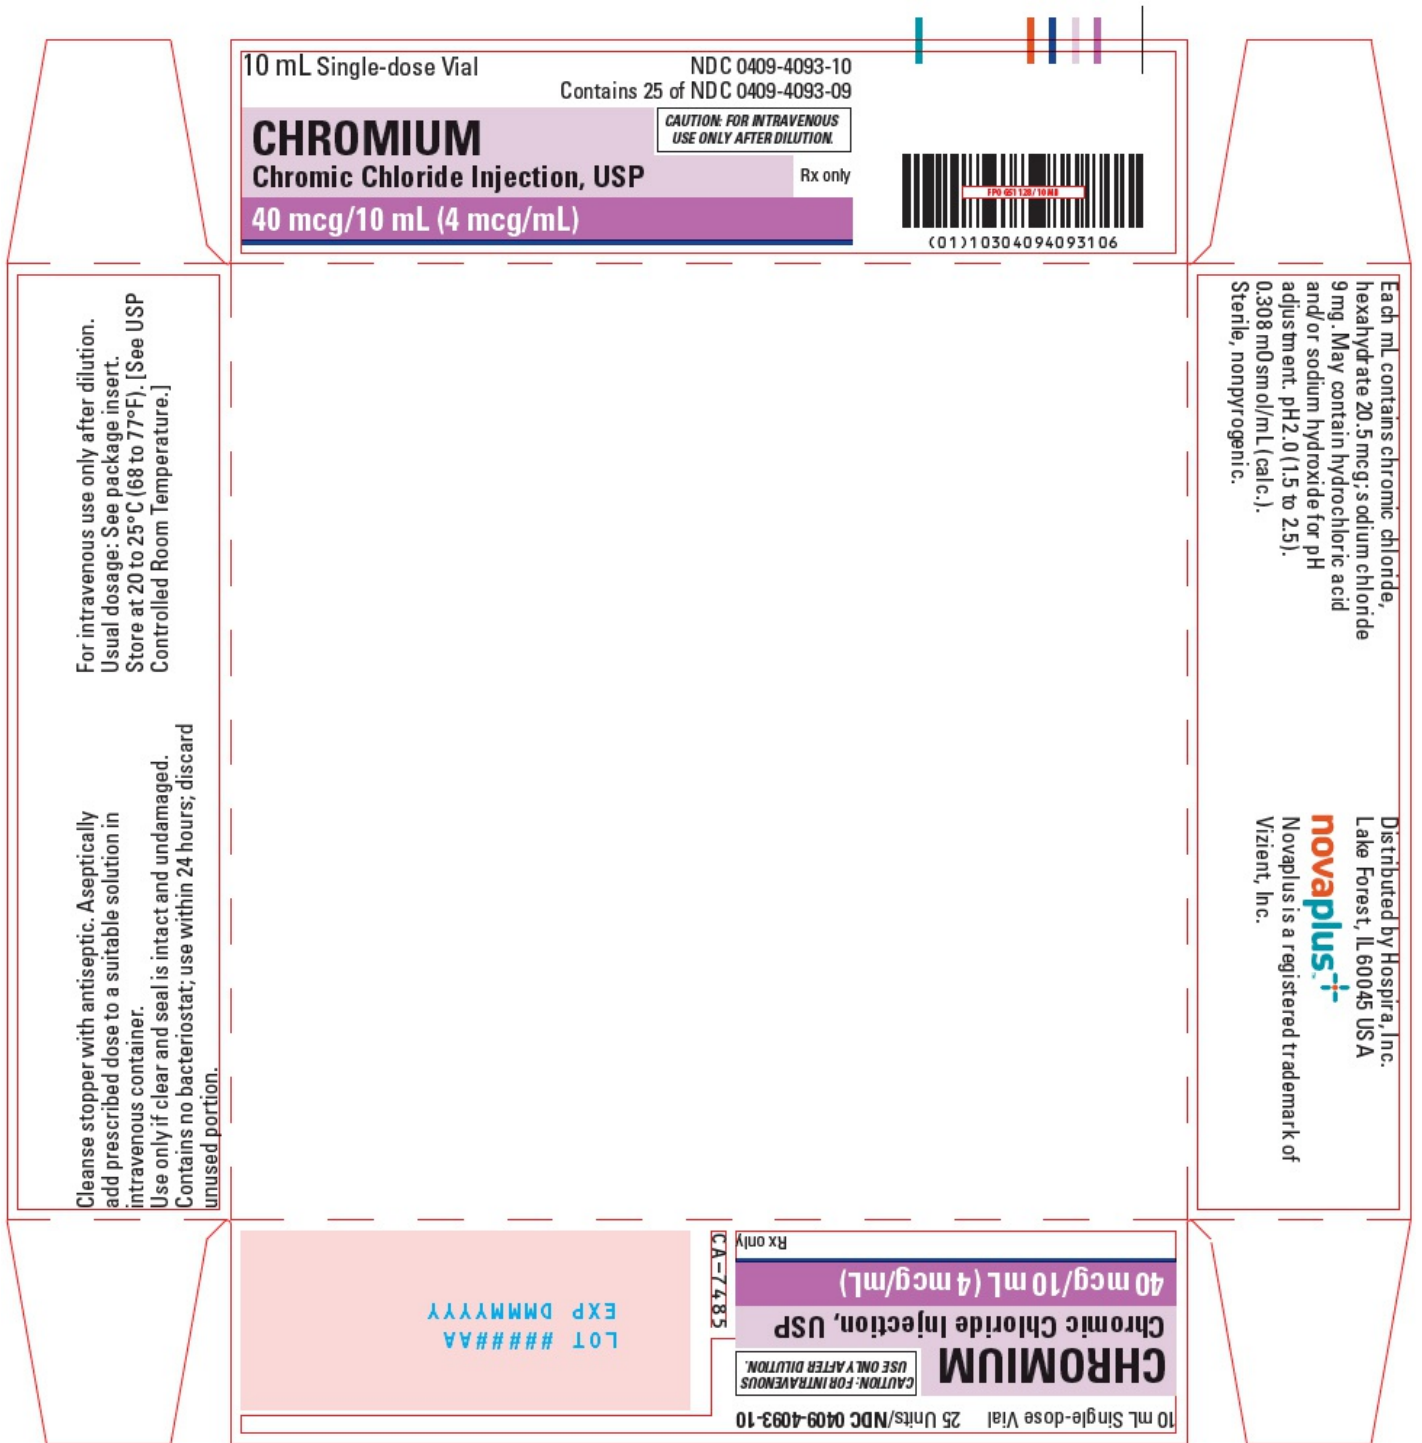 10 mL Single-dose Vial
NDC 0409-4093-10
Contains 25 of NDC 0409-4093-09
CHROMIUM
CAUTION: FOR INTRAVENOUS
USE ONLY AFTER DILUTION.
Chromic Chloride Injection, USP
Rx only
40 mcg/10 mL (4 mcg/mL)
FPO GS1 128 / 10 Mil
(01)10304094093106
For intravenous use only after dilution.
Usual dosage: See package insert.
Store at 20 to 25°C (68 to 77°F). [See USP
Controlled Room Temperature.]
Cleanse stopper with antiseptic. Aseptically
add prescribed dose to a suitable solution in
intravenous container.
Use only if clear and seal is intact and undamaged.
Contains no bacteriostat; use within 24 hours; discard
unused portion.
Each mL contains chromic chloride,
hexahydrate 20.5 mcg; sodium chloride
9 mg. May contain hydrochloric acid
and/or sodium hydroxide for pH
adjustment. pH 2.0 (1.5 to 2.5).
0.308 mOsmol/mL (calc.).
Sterile, nonpyrogenic.
Distributed by Hospira, Inc.
Lake Forest, IL 60045 USA
novaplus™
Novaplus is a registered trademark of
Vizient, Inc.
LOT ######AA
EXP DMMMYYYY
CA-7485
10 mL Single-dose Vial 25 Units/NDC 0409-4093-10
CHROMIUM
CAUTION: FOR INTRAVENOUS
USE ONLY AFTER DILUTION.
Chromic Chloride Injection, USP
40 mcg/10 mL (4 mcg/mL)
Rx only